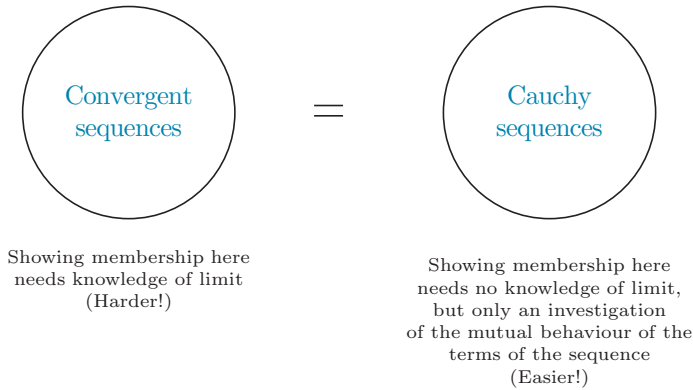 Convergent
sequences
=
Cauchy
sequences
Showing membership here
needs knowledge of limit
(Harder!)
Showing membership here
needs no knowledge of limit,
but only an investigation
of the mutual behaviour of the
terms of the sequence
(Easier!)